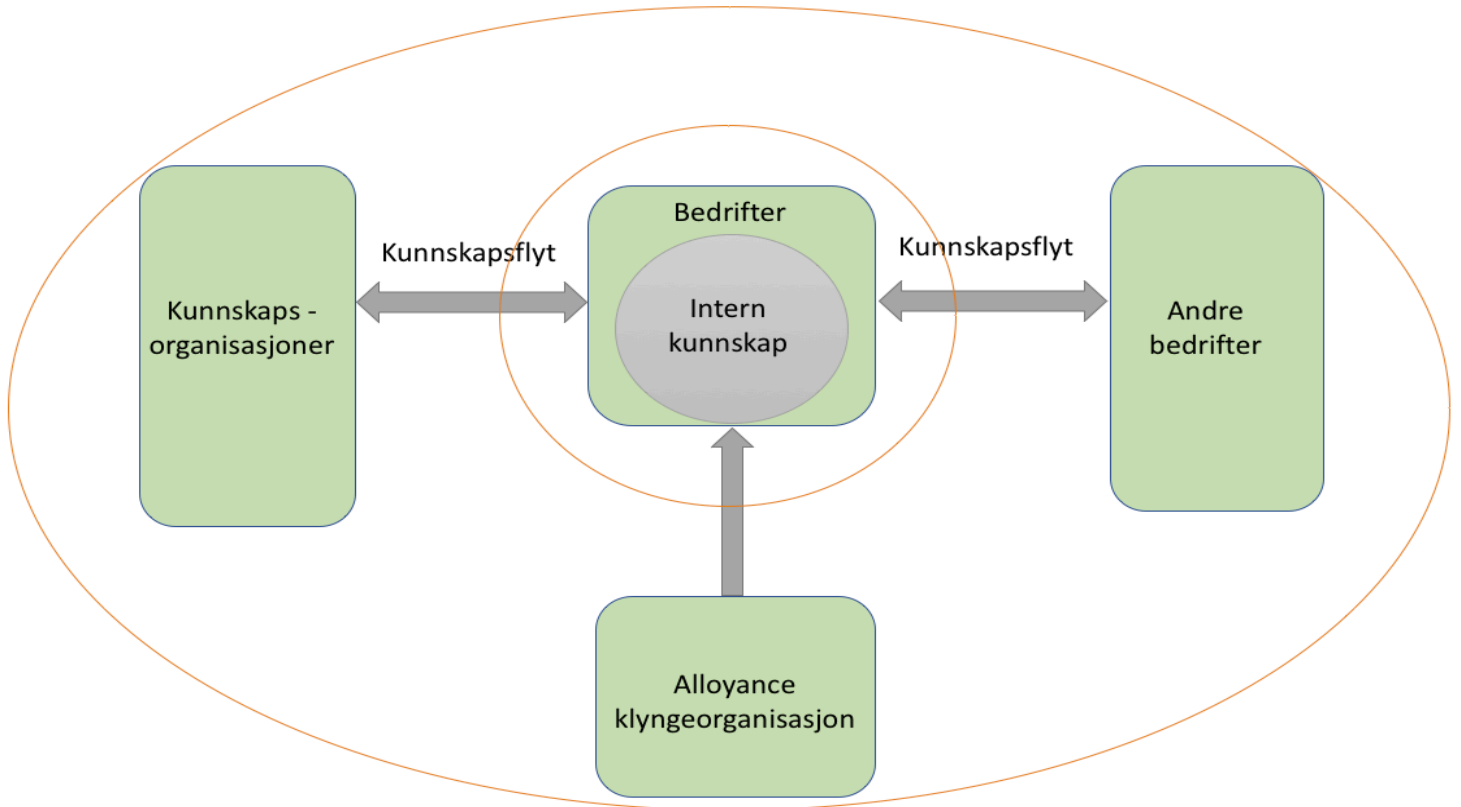 Bedrifter
Kunnskapsflyt
Kunnskapsflyt
Kunnskaps -
organisasjoner
Intern
kunnskap
Andre
bedrifter
Alloyance
klyngeorganisasjon